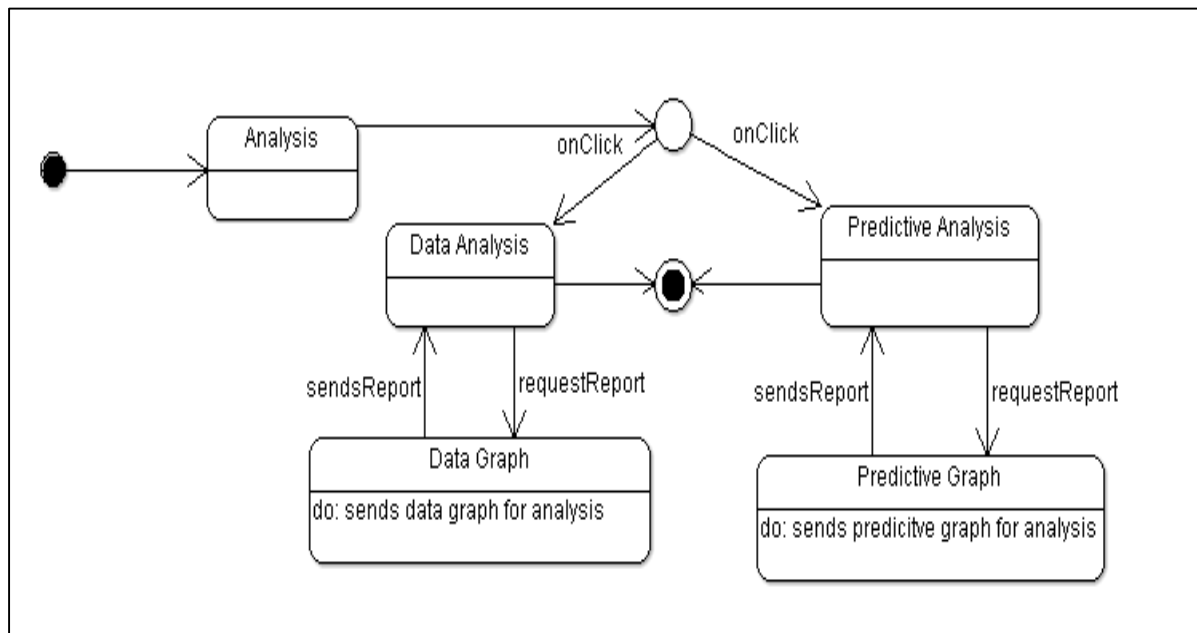 Analysis
onClick
onClick
Data Analysis
Predictive Analysis
sendsReport
requestReport
sendsReport
requestReport
Data Graph
do: sends data graph for analysis
Predictive Graph
do: sends predicitve graph for analysis